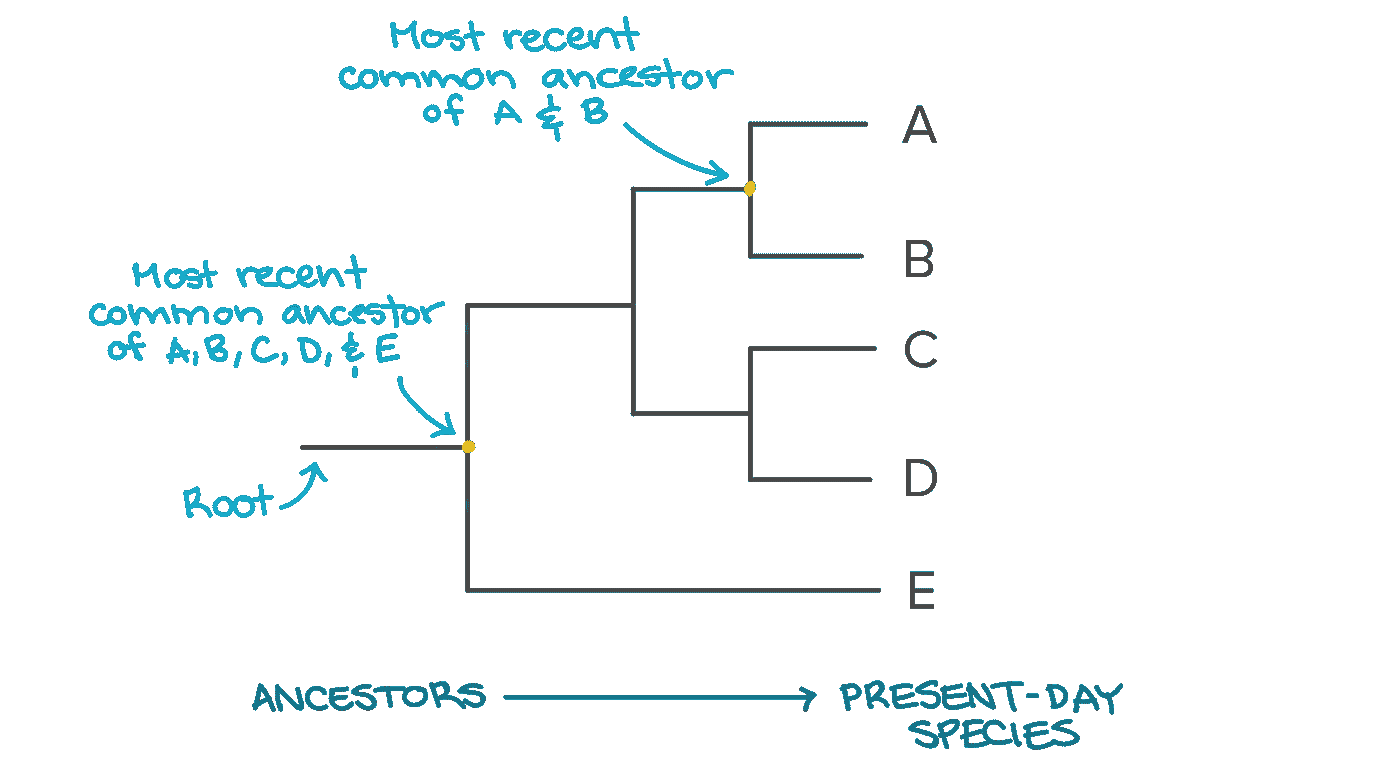 Most recent
common ancestor
of A & B
A
B
Most recent
common ancestor
of A, B, C, D, & E
C
D
Root
E
ANCESTORS
PRESENT-DAY
SPECIES